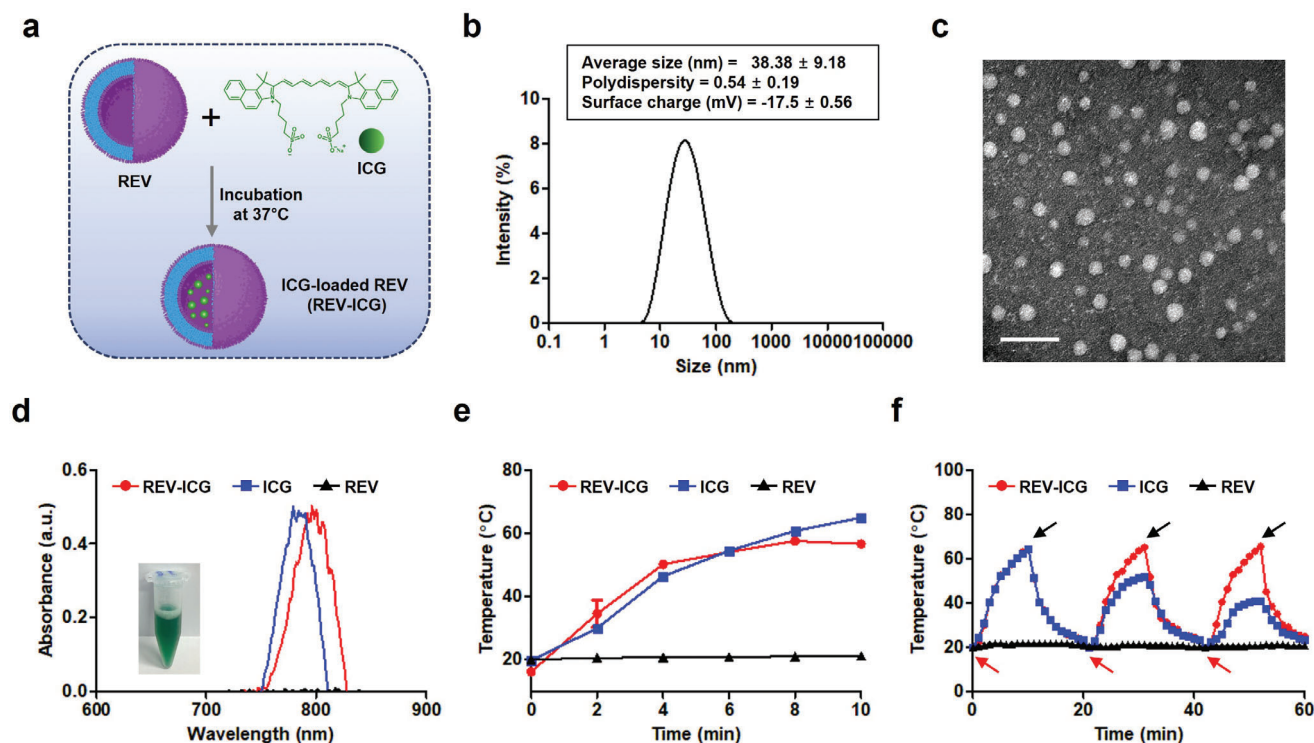 a
REV
+
ICG
Incubation
at 37°C
ICG-loaded REV
(REV-ICG)
b
Average size (nm) = 38.38 ± 9.18
Polydispersity = 0.54 ± 0.19
Surface charge (mV) = -17.5 ± 0.56
Intensity (%)
10
8
6
4
2
0
0.1 1 10 100 1000 10000 100000
Size (nm)
c
d
REV-ICG ICG REV
Absorbance (a.u.)
0.6
0.4
0.2
0.0
600 700 800 900
Wavelength (nm)
e
REV-ICG ICG REV
Temperature (°C)
80
60
40
20
0 2 4 6 8 10
Time (min)
f
REV-ICG ICG REV
Temperature (°C)
100
80
60
40
20
0
0 20 40 60
Time (min)